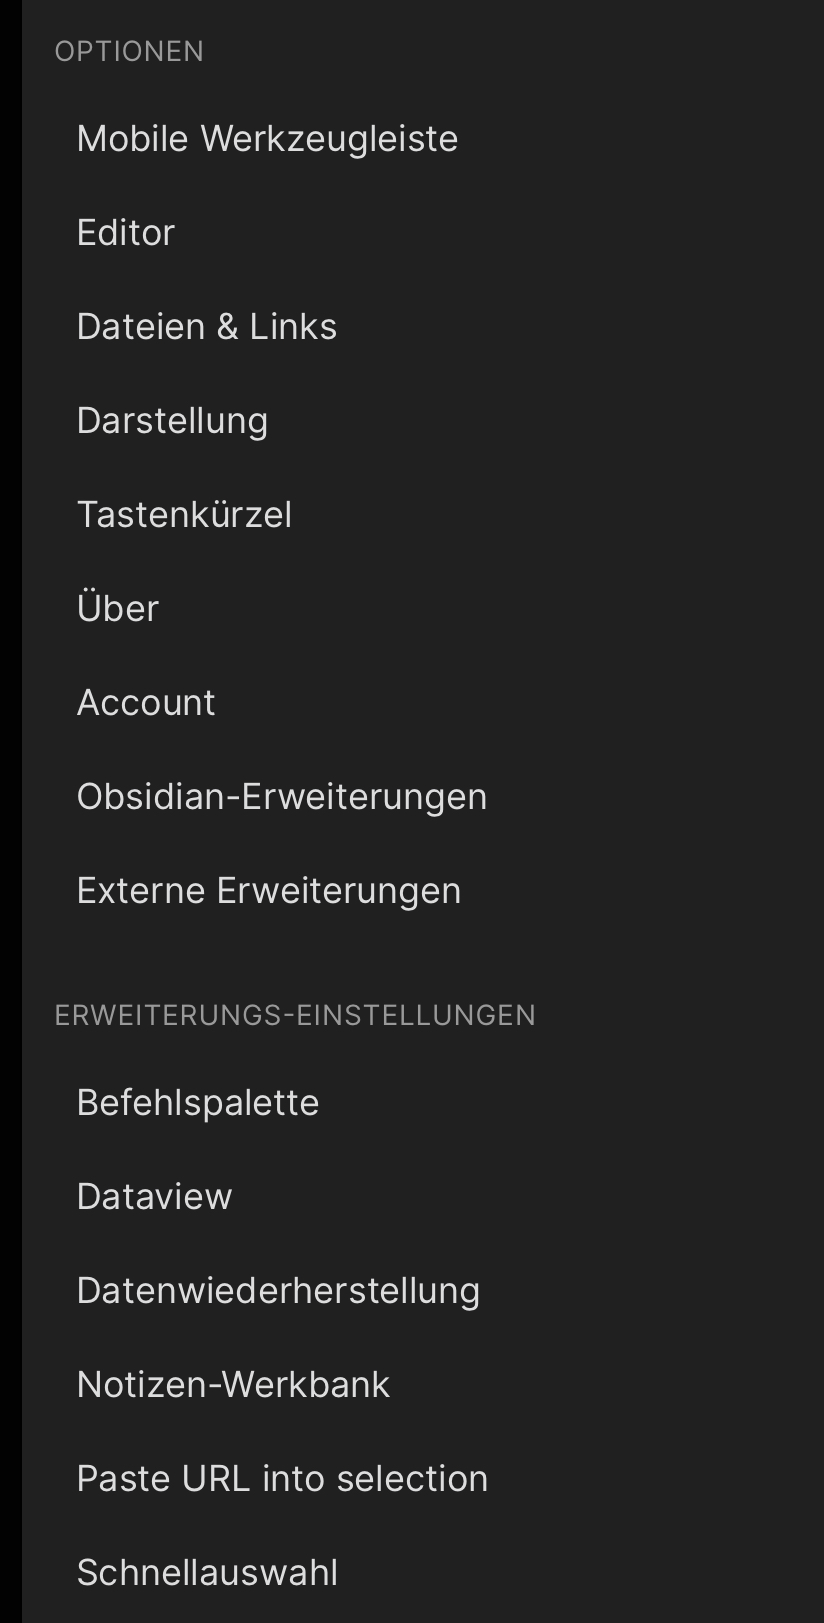 OPTIONEN
Mobile Werkzeugleiste
Editor
Dateien & Links
Darstellung
Tastenkürzel
Über
Account
Obsidian-Erweiterungen
Externe Erweiterungen
ERWEITERUNGS-EINSTELLUNGEN
Befehlspalette
Dataview
Datenwiederherstellung
Notizen-Werkbank
Paste URL into selection
Schnellauswahl